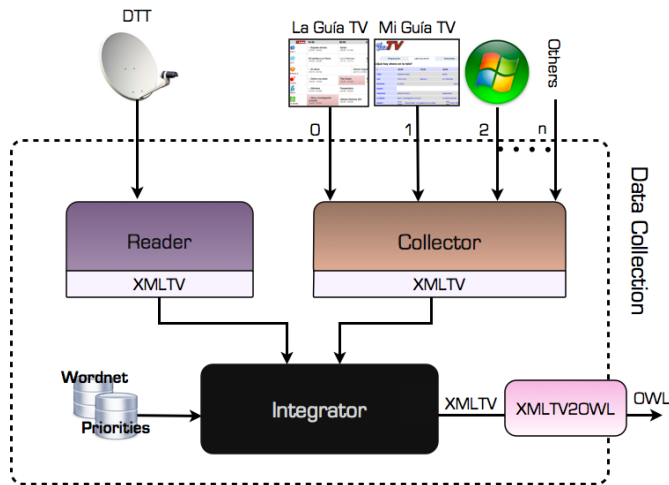 DTT
La Guía TV
Mi Guía TV
Others
0
1
2
n
Data Collection
Reader
XMLTV
Collector
XMLTV
Wordnet
Priorities
Integrator
XMLTV
XMLTV2OWL
OWL
TV